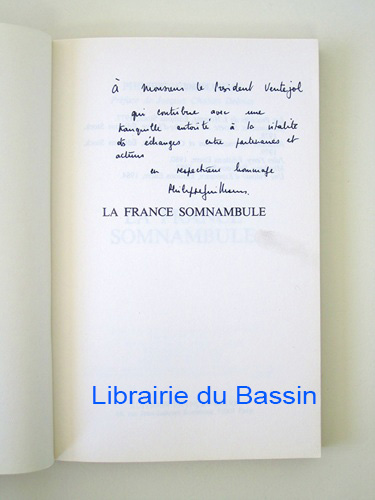 À Monsieur le Président Ventejol
qui contribue avec une
tranquille autorité à la vitalité
des échanges entre partenaires et
acteurs
en respectueux hommage
LA FRANCE SOMNAMBULE
Librairie du Bassin